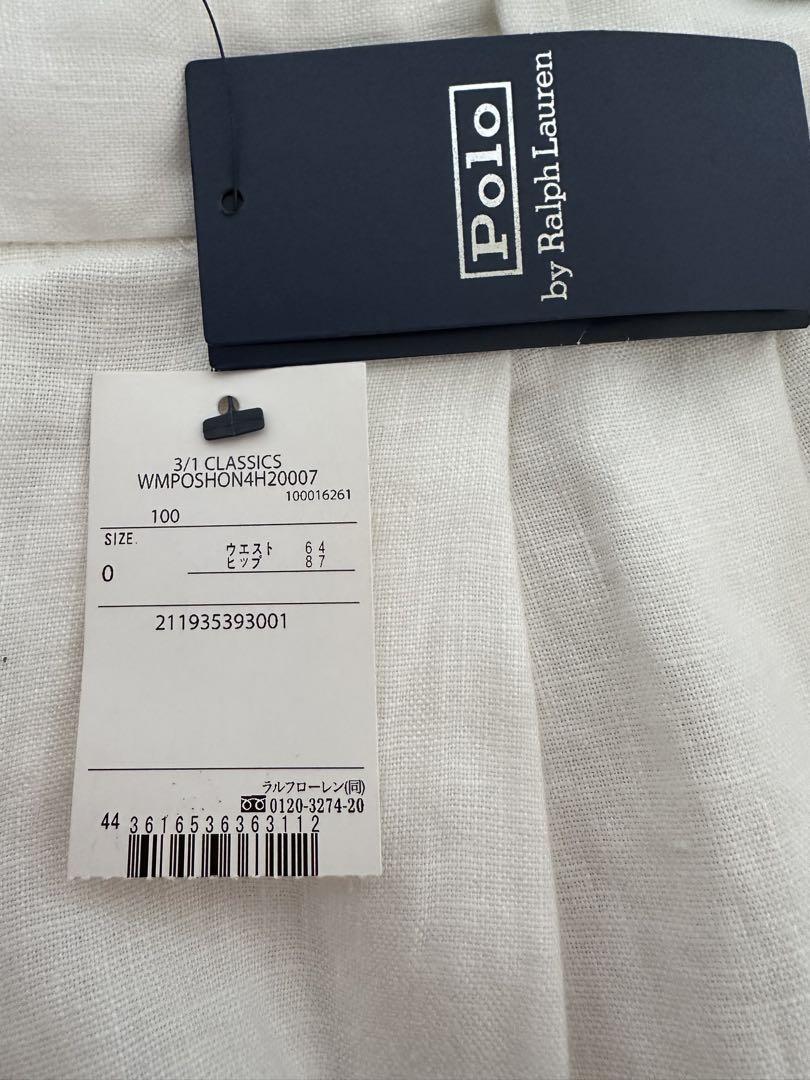 Polo
by Ralph Lauren
3/1 CLASSICS
WMPOSHON4H20007
100016261
100
SIZE.
ウエスト 64
ヒップ 87
0
211935393001
ラルフローレン(同)
0120-3274-20
44 3616536363112